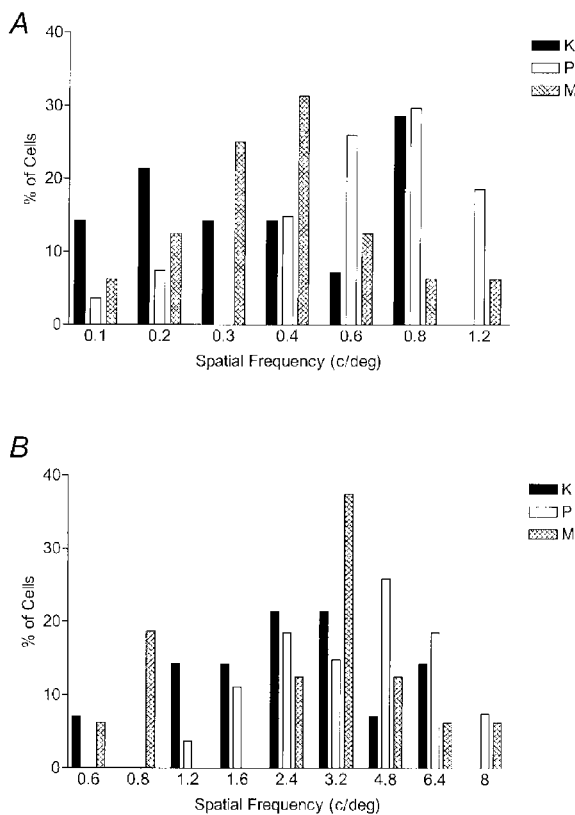 A
40
30
20
10
0
% of Cells
0.1 0.2 0.3 0.4 0.6 0.8 1.2
Spatial Frequency (c/deg)
K
P
M
B
40
30
20
10
0
% of Cells
0.6 0.8 1.2 1.6 2.4 3.2 4.8 6.4 8
Spatial Frequency (c/deg)
K
P
M